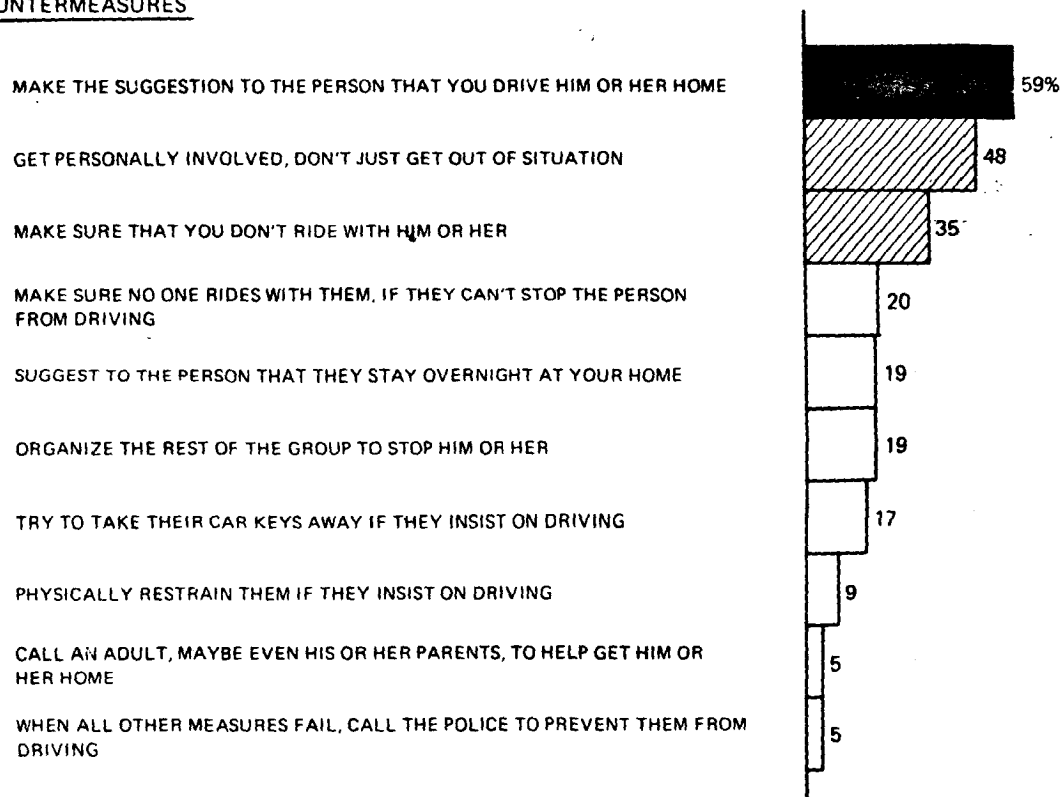 UNTERMEASURES
MAKE THE SUGGESTION TO THE PERSON THAT YOU DRIVE HIM OR HER HOME
59%
GET PERSONALLY INVOLVED, DON'T JUST GET OUT OF SITUATION
48
MAKE SURE THAT YOU DON'T RIDE WITH HIM OR HER
35
MAKE SURE NO ONE RIDES WITH THEM, IF THEY CAN'T STOP THE PERSON
FROM DRIVING
20
SUGGEST TO THE PERSON THAT THEY STAY OVERNIGHT AT YOUR HOME
19
ORGANIZE THE REST OF THE GROUP TO STOP HIM OR HER
19
TRY TO TAKE THEIR CAR KEYS AWAY IF THEY INSIST ON DRIVING
17
PHYSICALLY RESTRAIN THEM IF THEY INSIST ON DRIVING
9
CALL AN ADULT, MAYBE EVEN HIS OR HER PARENTS, TO HELP GET HIM OR
HER HOME
5
WHEN ALL OTHER MEASURES FAIL, CALL THE POLICE TO PREVENT THEM FROM
DRIVING
5